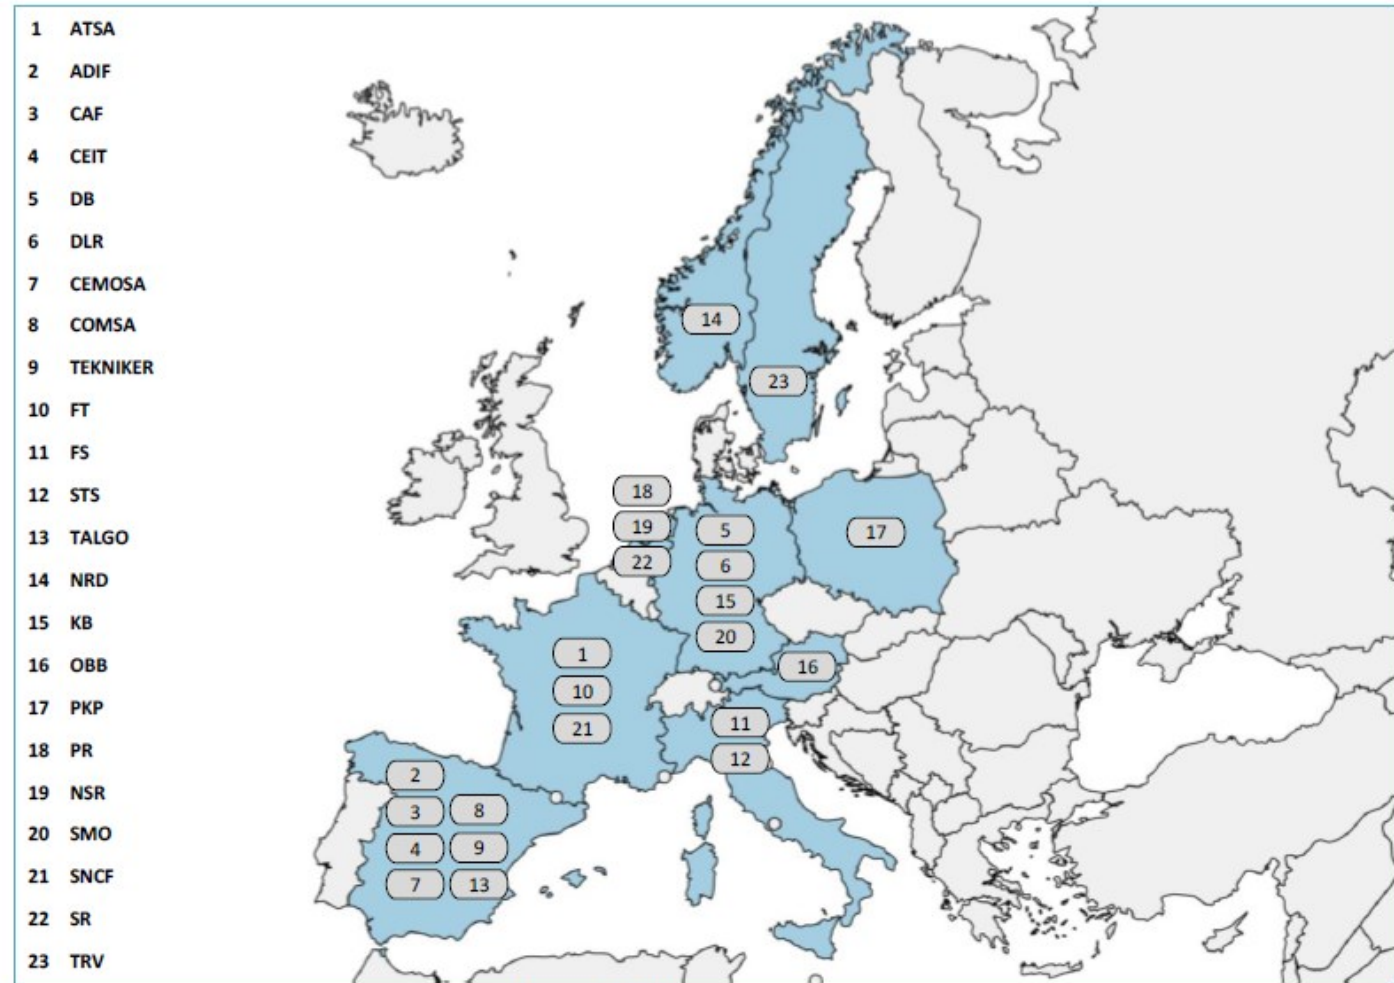 1 ATSA
2 ADIF
3 CAF
4 CEIT
5 DB
6 DLR
7 CEMOSA
8 COMSA
9 TEKNIKER
10 FT
11 FS
12 STS
13 TALGO
14 NRD
15 KB
16 OBB
17 PKP
18 PR
19 NSR
20 SMO
21 SNCF
22 SR
23 TRV
14
23
18
19
22
5
6
15
20
17
1
10
21
16
11
12
2
3 8
4 9
7 13